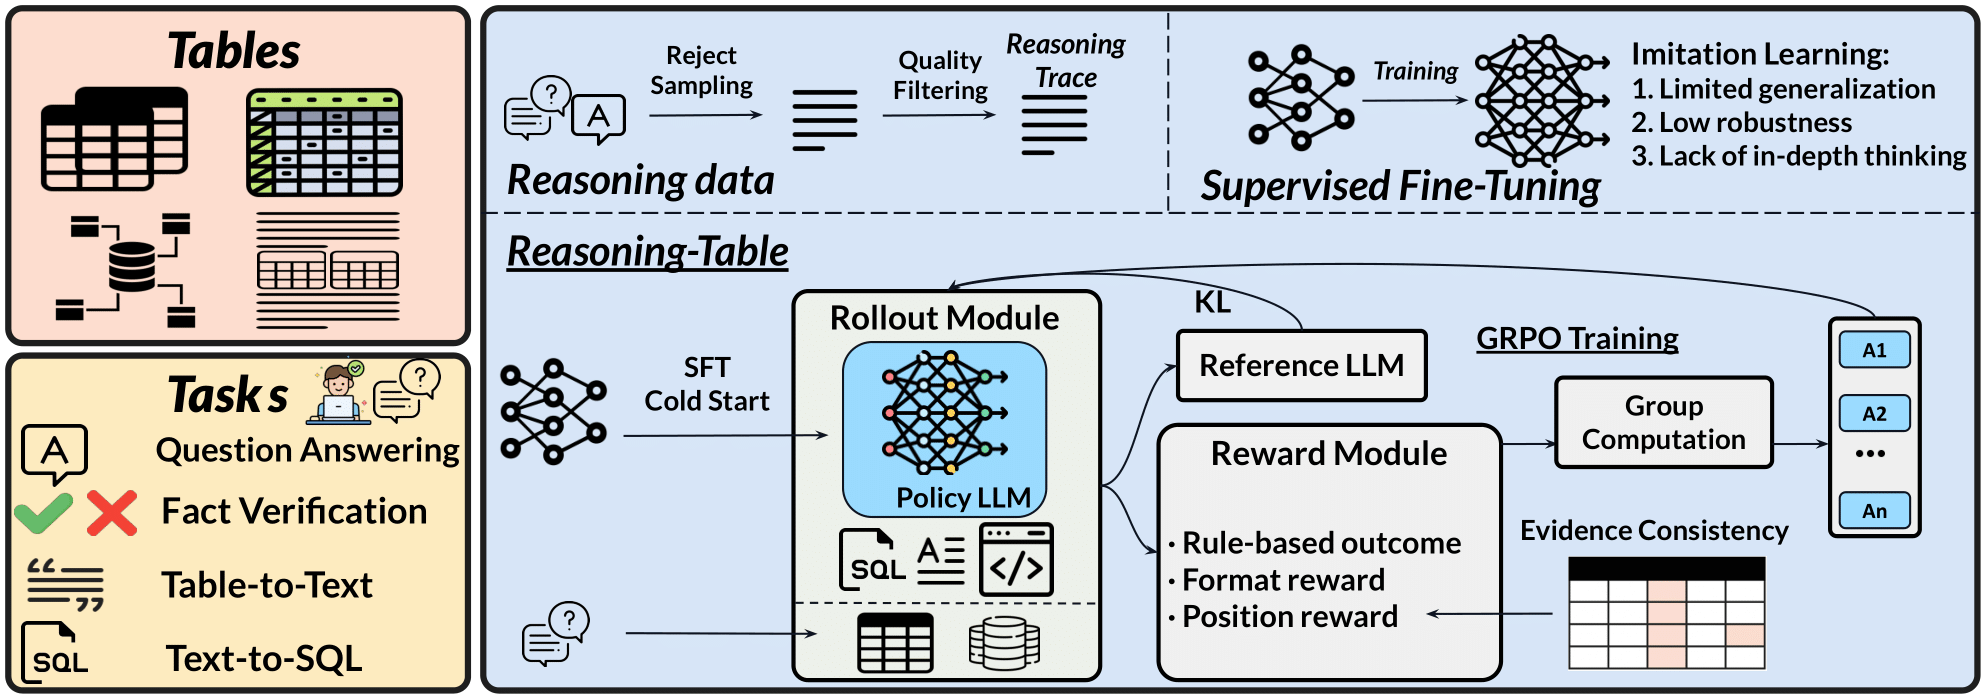 Tables
Tasks
Question Answering
Fact Verification
Table-to-Text
SQL
Text-to-SQL
A
?
?
A
Reject
Sampling
Quality
Filtering
Reasoning
Trace
Reasoning data
Training
Imitation Learning:
1. Limited generalization
2. Low robustness
3. Lack of in-depth thinking
Supervised Fine-Tuning
Reasoning-Table
SFT
Cold Start
?
Rollout Module
Policy LLM
SQL
A
</>
KL
Reference LLM
Reward Module
· Rule-based outcome
· Format reward
· Position reward
GRPO Training
Group
Computation
Evidence Consistency
A1
A2
...
An